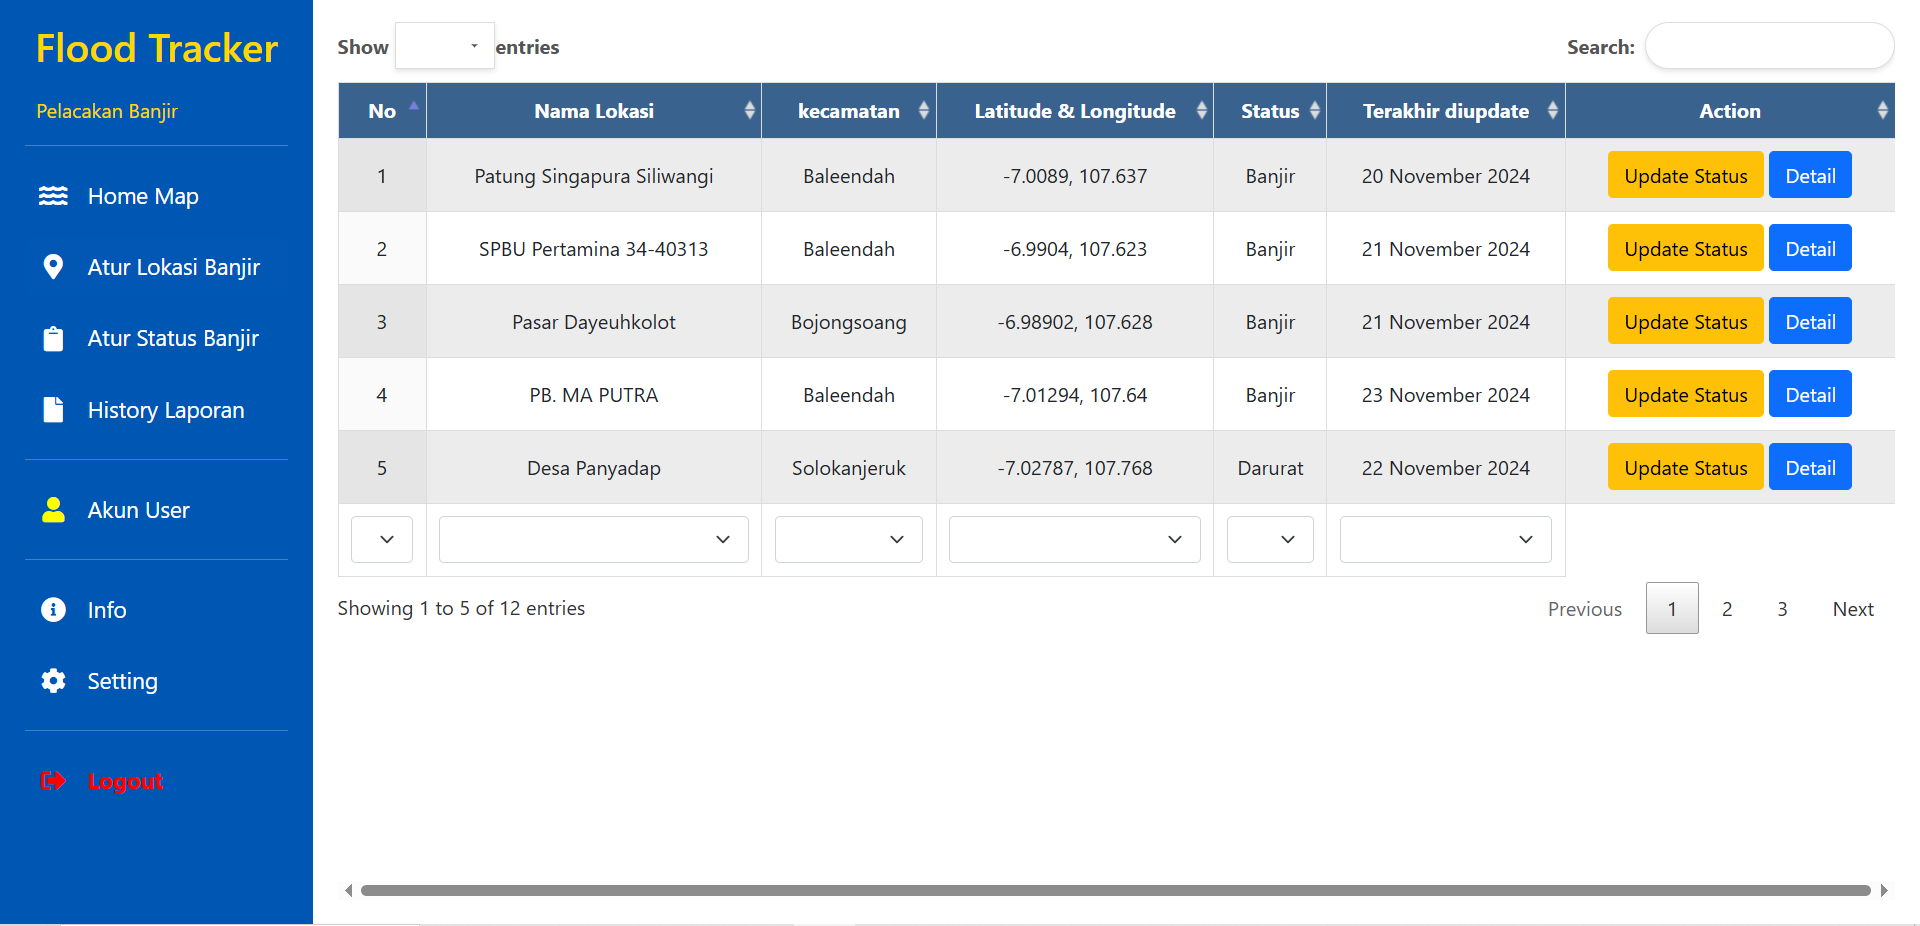 Flood Tracker
Pelacakan Banjir
Home Map
Atur Lokasi Banjir
Atur Status Banjir
History Laporan
Akun User
Info
Setting
Logout
Show entries
Search:
No Nama Lokasi kecamatan Latitude & Longitude Status Terakhir diupdate Action
1 Patung Singapura Siliwangi Baleendah -7.0089, 107.637 Banjir 20 November 2024 Update Status Detail
2 SPBU Pertamina 34-40313 Baleendah -6.9904, 107.623 Banjir 21 November 2024 Update Status Detail
3 Pasar Dayeuhkolot Bojongsoang -6.98902, 107.628 Banjir 21 November 2024 Update Status Detail
4 PB. MA PUTRA Baleendah -7.01294, 107.64 Banjir 23 November 2024 Update Status Detail
5 Desa Panyadap Solokanjeruk -7.02787, 107.768 Darurat 22 November 2024 Update Status Detail
Showing 1 to 5 of 12 entries
Previous 1 2 3 Next